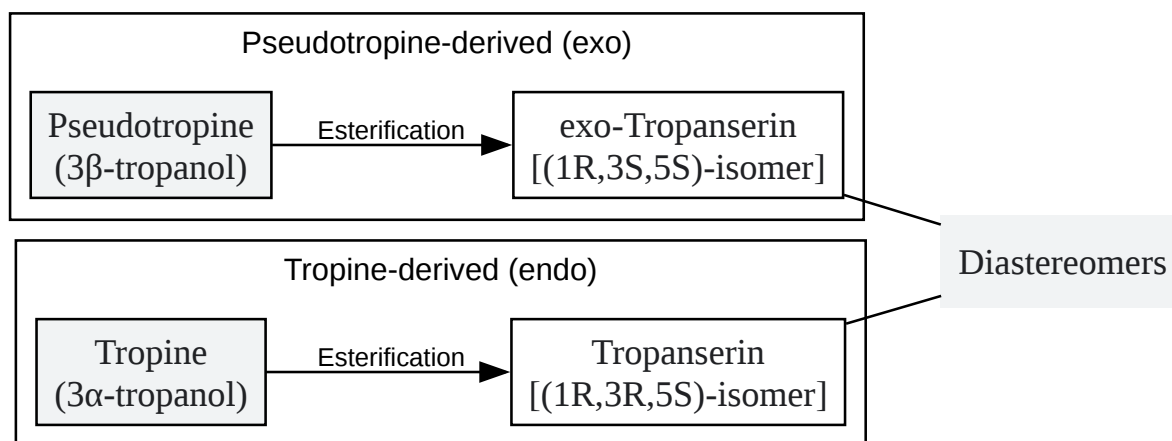 Pseudotropine-derived (exo)
Pseudotropine
(3β-tropanol)
Esterification
exo-Tropanserin
[(1R,3S,5S)-isomer]
Diastereomers
Tropine-derived (endo)
Tropine
(3α-tropanol)
Esterification
Tropanserin
[(1R,3R,5S)-isomer]